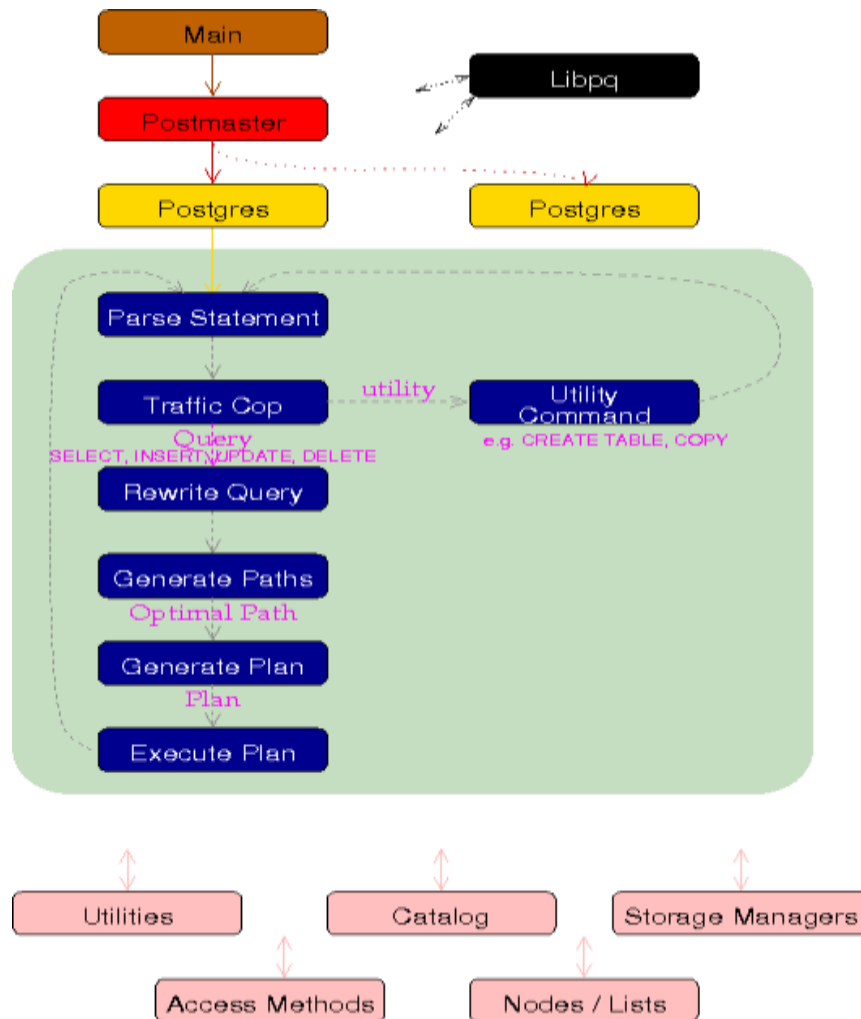 Main
Libpq
Postmaster
Postgres
Postgres
Parse Statement
utility
Traffic Cop
Utility
Command
Query
SELECT, INSERT, UPDATE, DELETE
e.g. CREATE TABLE, COPY
Rewrite Query
Generate Paths
Optimal Path
Generate Plan
Plan
Execute Plan
Utilities
Catalog
Storage Managers
Access Methods
Nodes / Lists